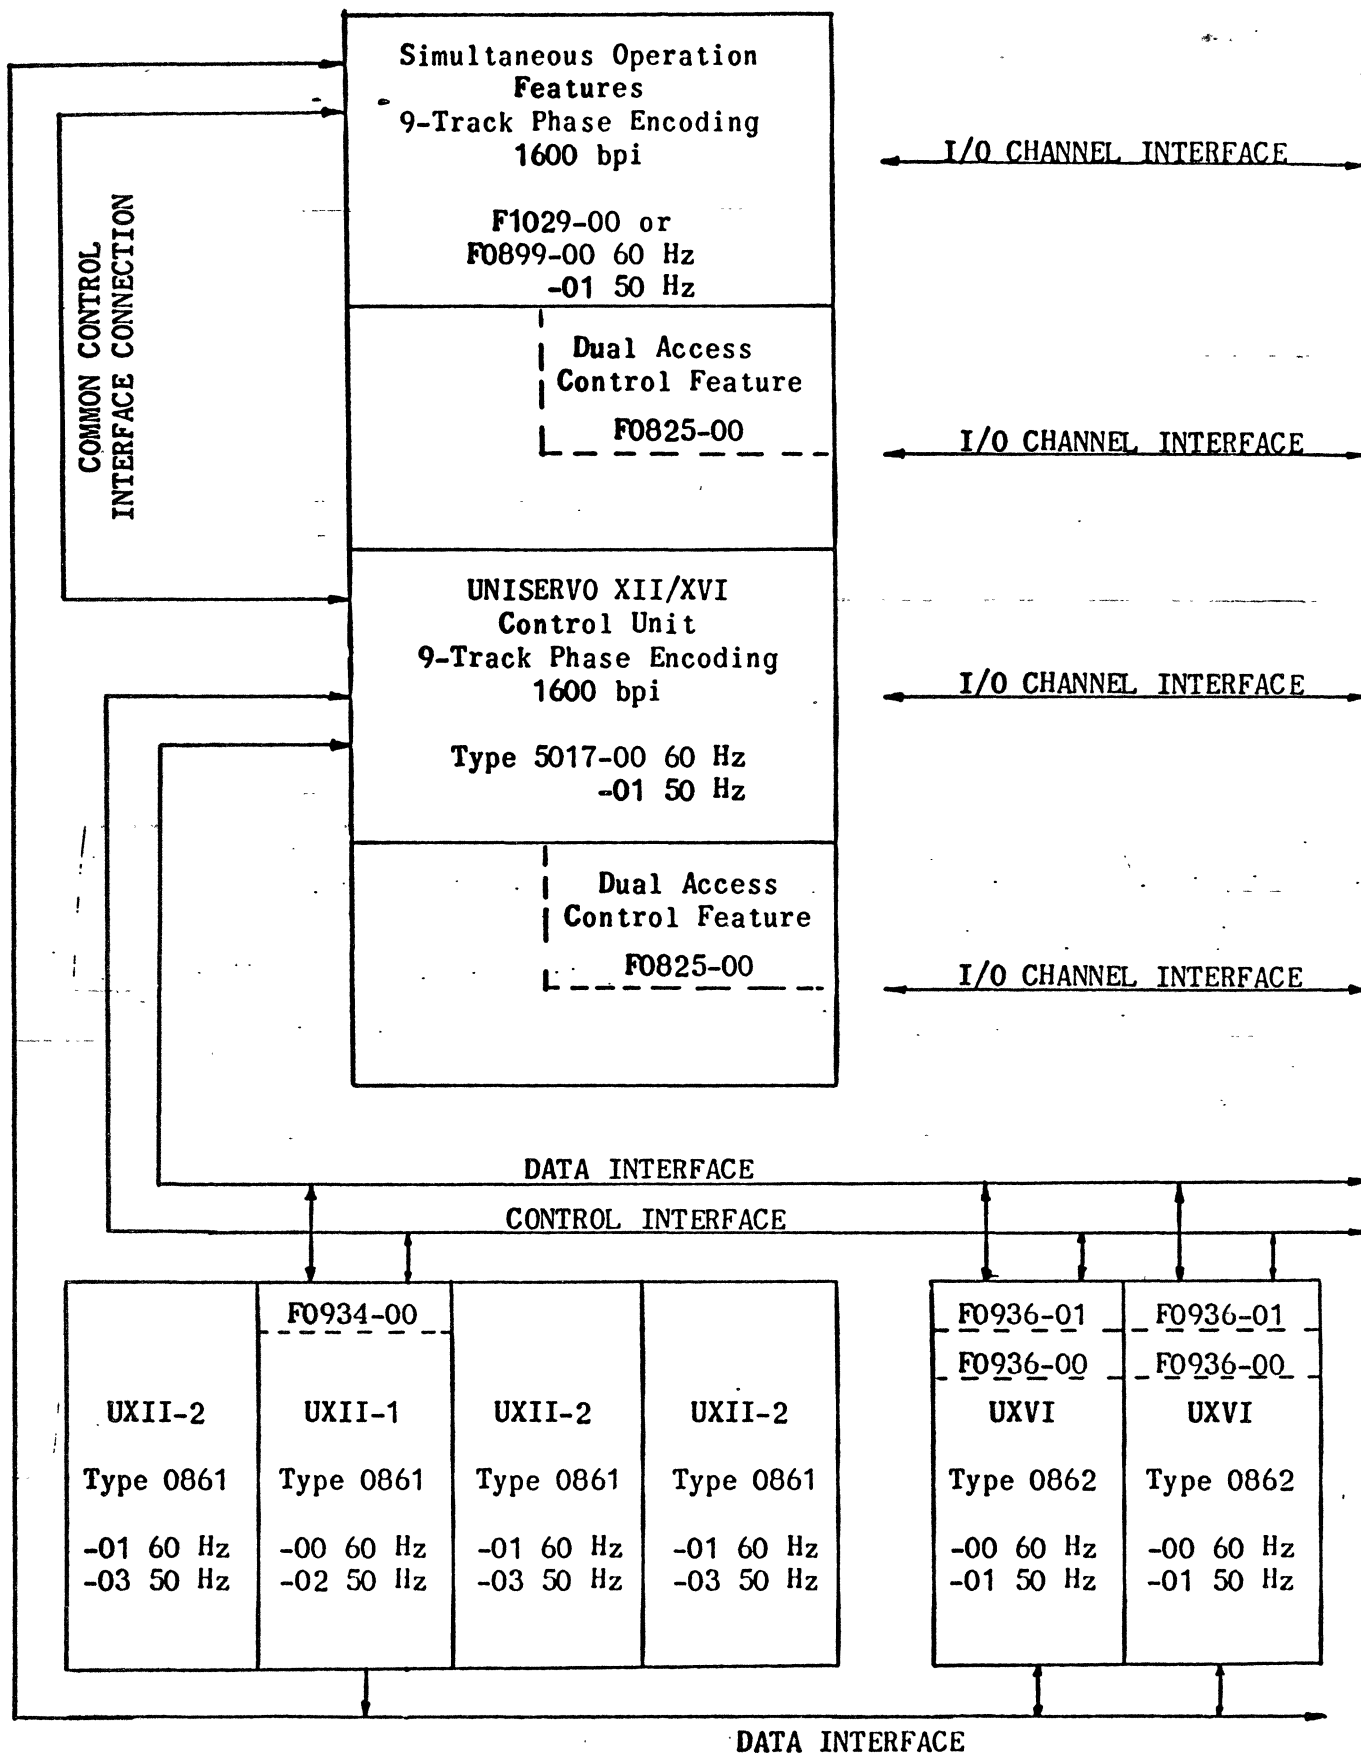 Simultaneous Operation
Features
9-Track Phase Encoding
1600 bpi
F1029-00 or
F0899-00 60 Hz
-01 50 Hz
I/O CHANNEL INTERFACE
COMMON CONTROL
INTERFACE CONNECTION
Dual Access
Control Feature
F0825-00
I/O CHANNEL INTERFACE
UNISERVO XII/XVI
Control Unit
9-Track Phase Encoding
1600 bpi
Type 5017-00 60 Hz
-01 50 Hz
I/O CHANNEL INTERFACE
Dual Access
Control Feature
F0825-00
I/O CHANNEL INTERFACE
DATA INTERFACE
CONTROL INTERFACE
UXII-2
Type 0861
-01 60 Hz
-03 50 Hz
F0934-00
UXII-1
Type 0861
-00 60 Hz
-02 50 Hz
UXII-2
Type 0861
-01 60 Hz
-03 50 Hz
UXII-2
Type 0861
-01 60 Hz
-03 50 Hz
F0936-01
F0936-00
UXVI
Type 0862
-00 60 Hz
-01 50 Hz
F0936-01
F0936-00
UXVI
Type 0862
-00 60 Hz
-01 50 Hz
DATA INTERFACE